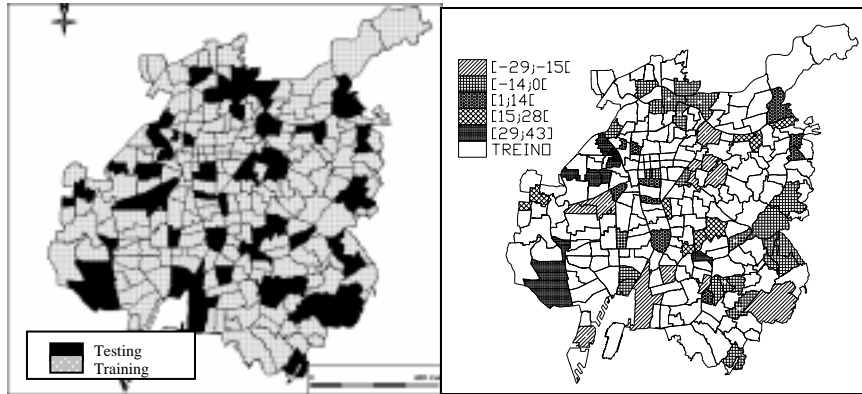 Testing
Training
[-29;-15[
[-14;0[
[1;14[
[15;28[
[29;43]
TREINO